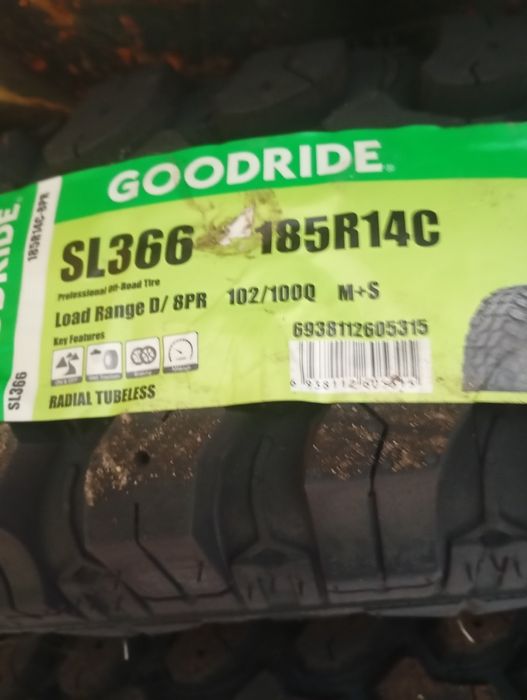 GOODRIDE
185R14C-8PR
SL366
SL366 185R14C
Professional Off-Road Tire
Load Range D/ 8PR 102/100Q M+S
Key Features
6938112605315
RADIAL TUBELESS